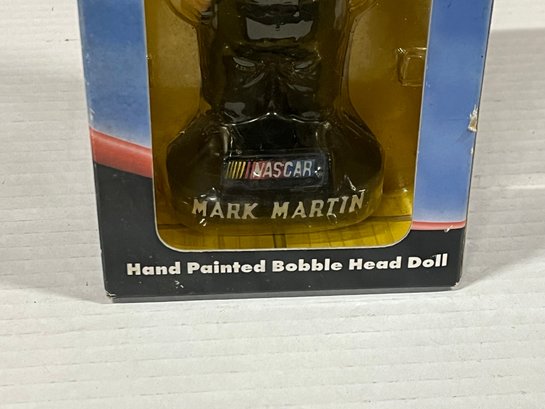 NASCAR
MARK MARTIN
Hand Painted Bobble Head Doll